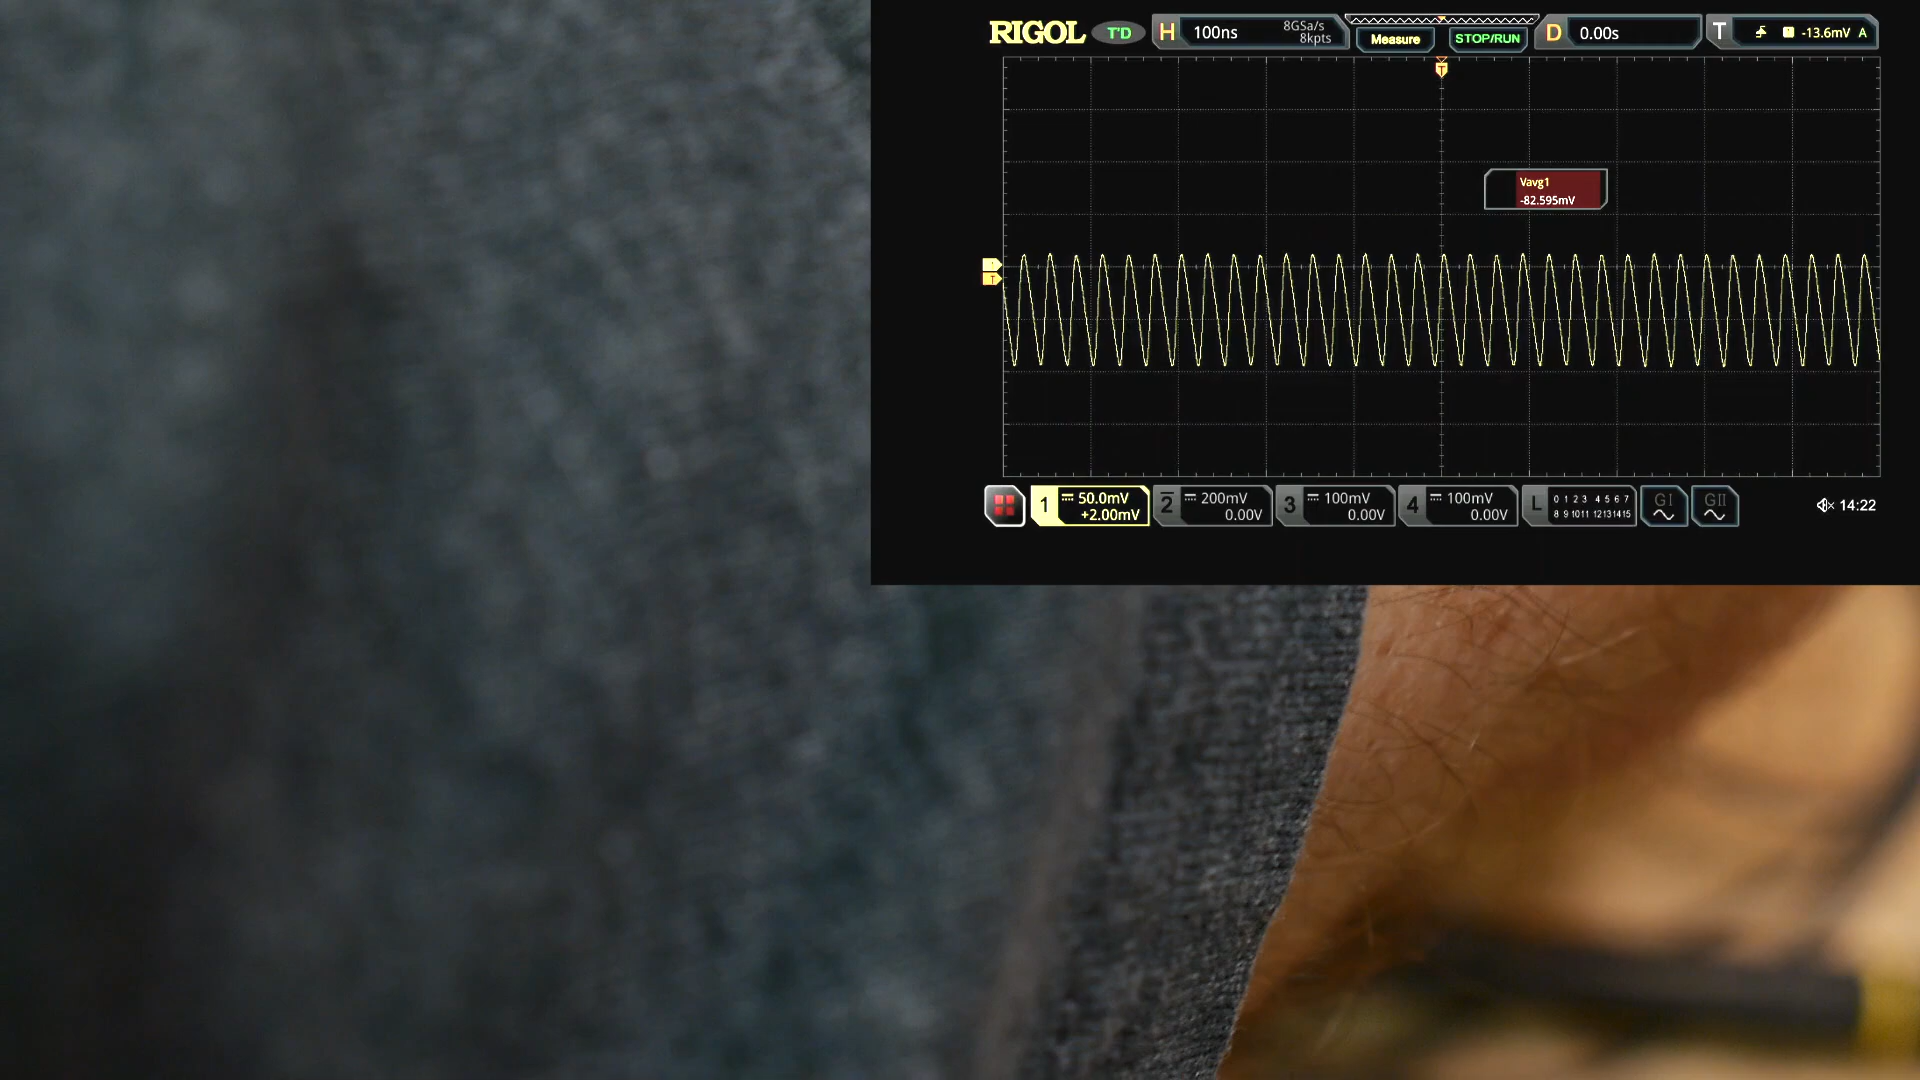 RIGOL T'D H 100ns 8GSa/s 8kpts Measure STOP/RUN D 0.00s T -13.6mV A
T
Vavg1
-82.595mV
T
1 50.0mV +2.00mV
2 200mV 0.00V
3 100mV 0.00V
4 100mV 0.00V
L 0 1 2 3 4 5 6 7
8 9 10 11 12 13 14 15
GI
GII
14:22